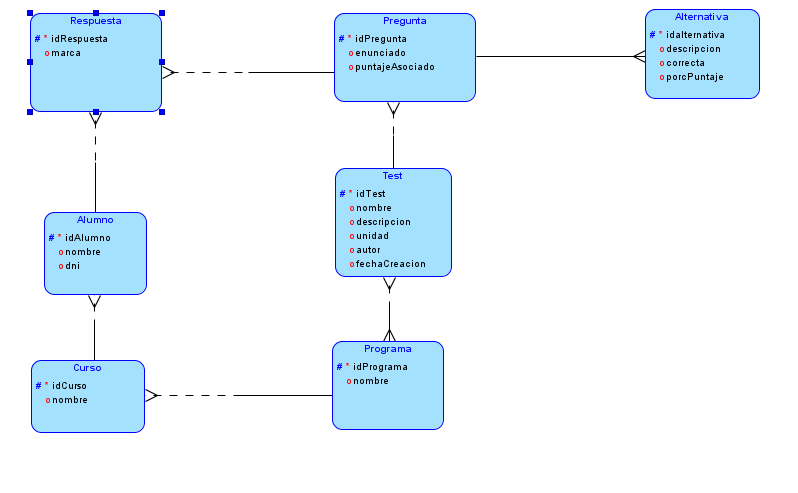 Respuesta
# * idRespuesta
o marca
Pregunta
# * idPregunta
o enunciado
o puntajeAsociado
Alternativa
# * idalternativa
o descripcion
o correcta
o porcPuntaje
Alumno
# * idAlumno
o nombre
o dni
Test
# * idTest
o nombre
o descripcion
o unidad
o autor
o fechaCreacion
Curso
# * idCurso
o nombre
Programa
# * idPrograma
o nombre